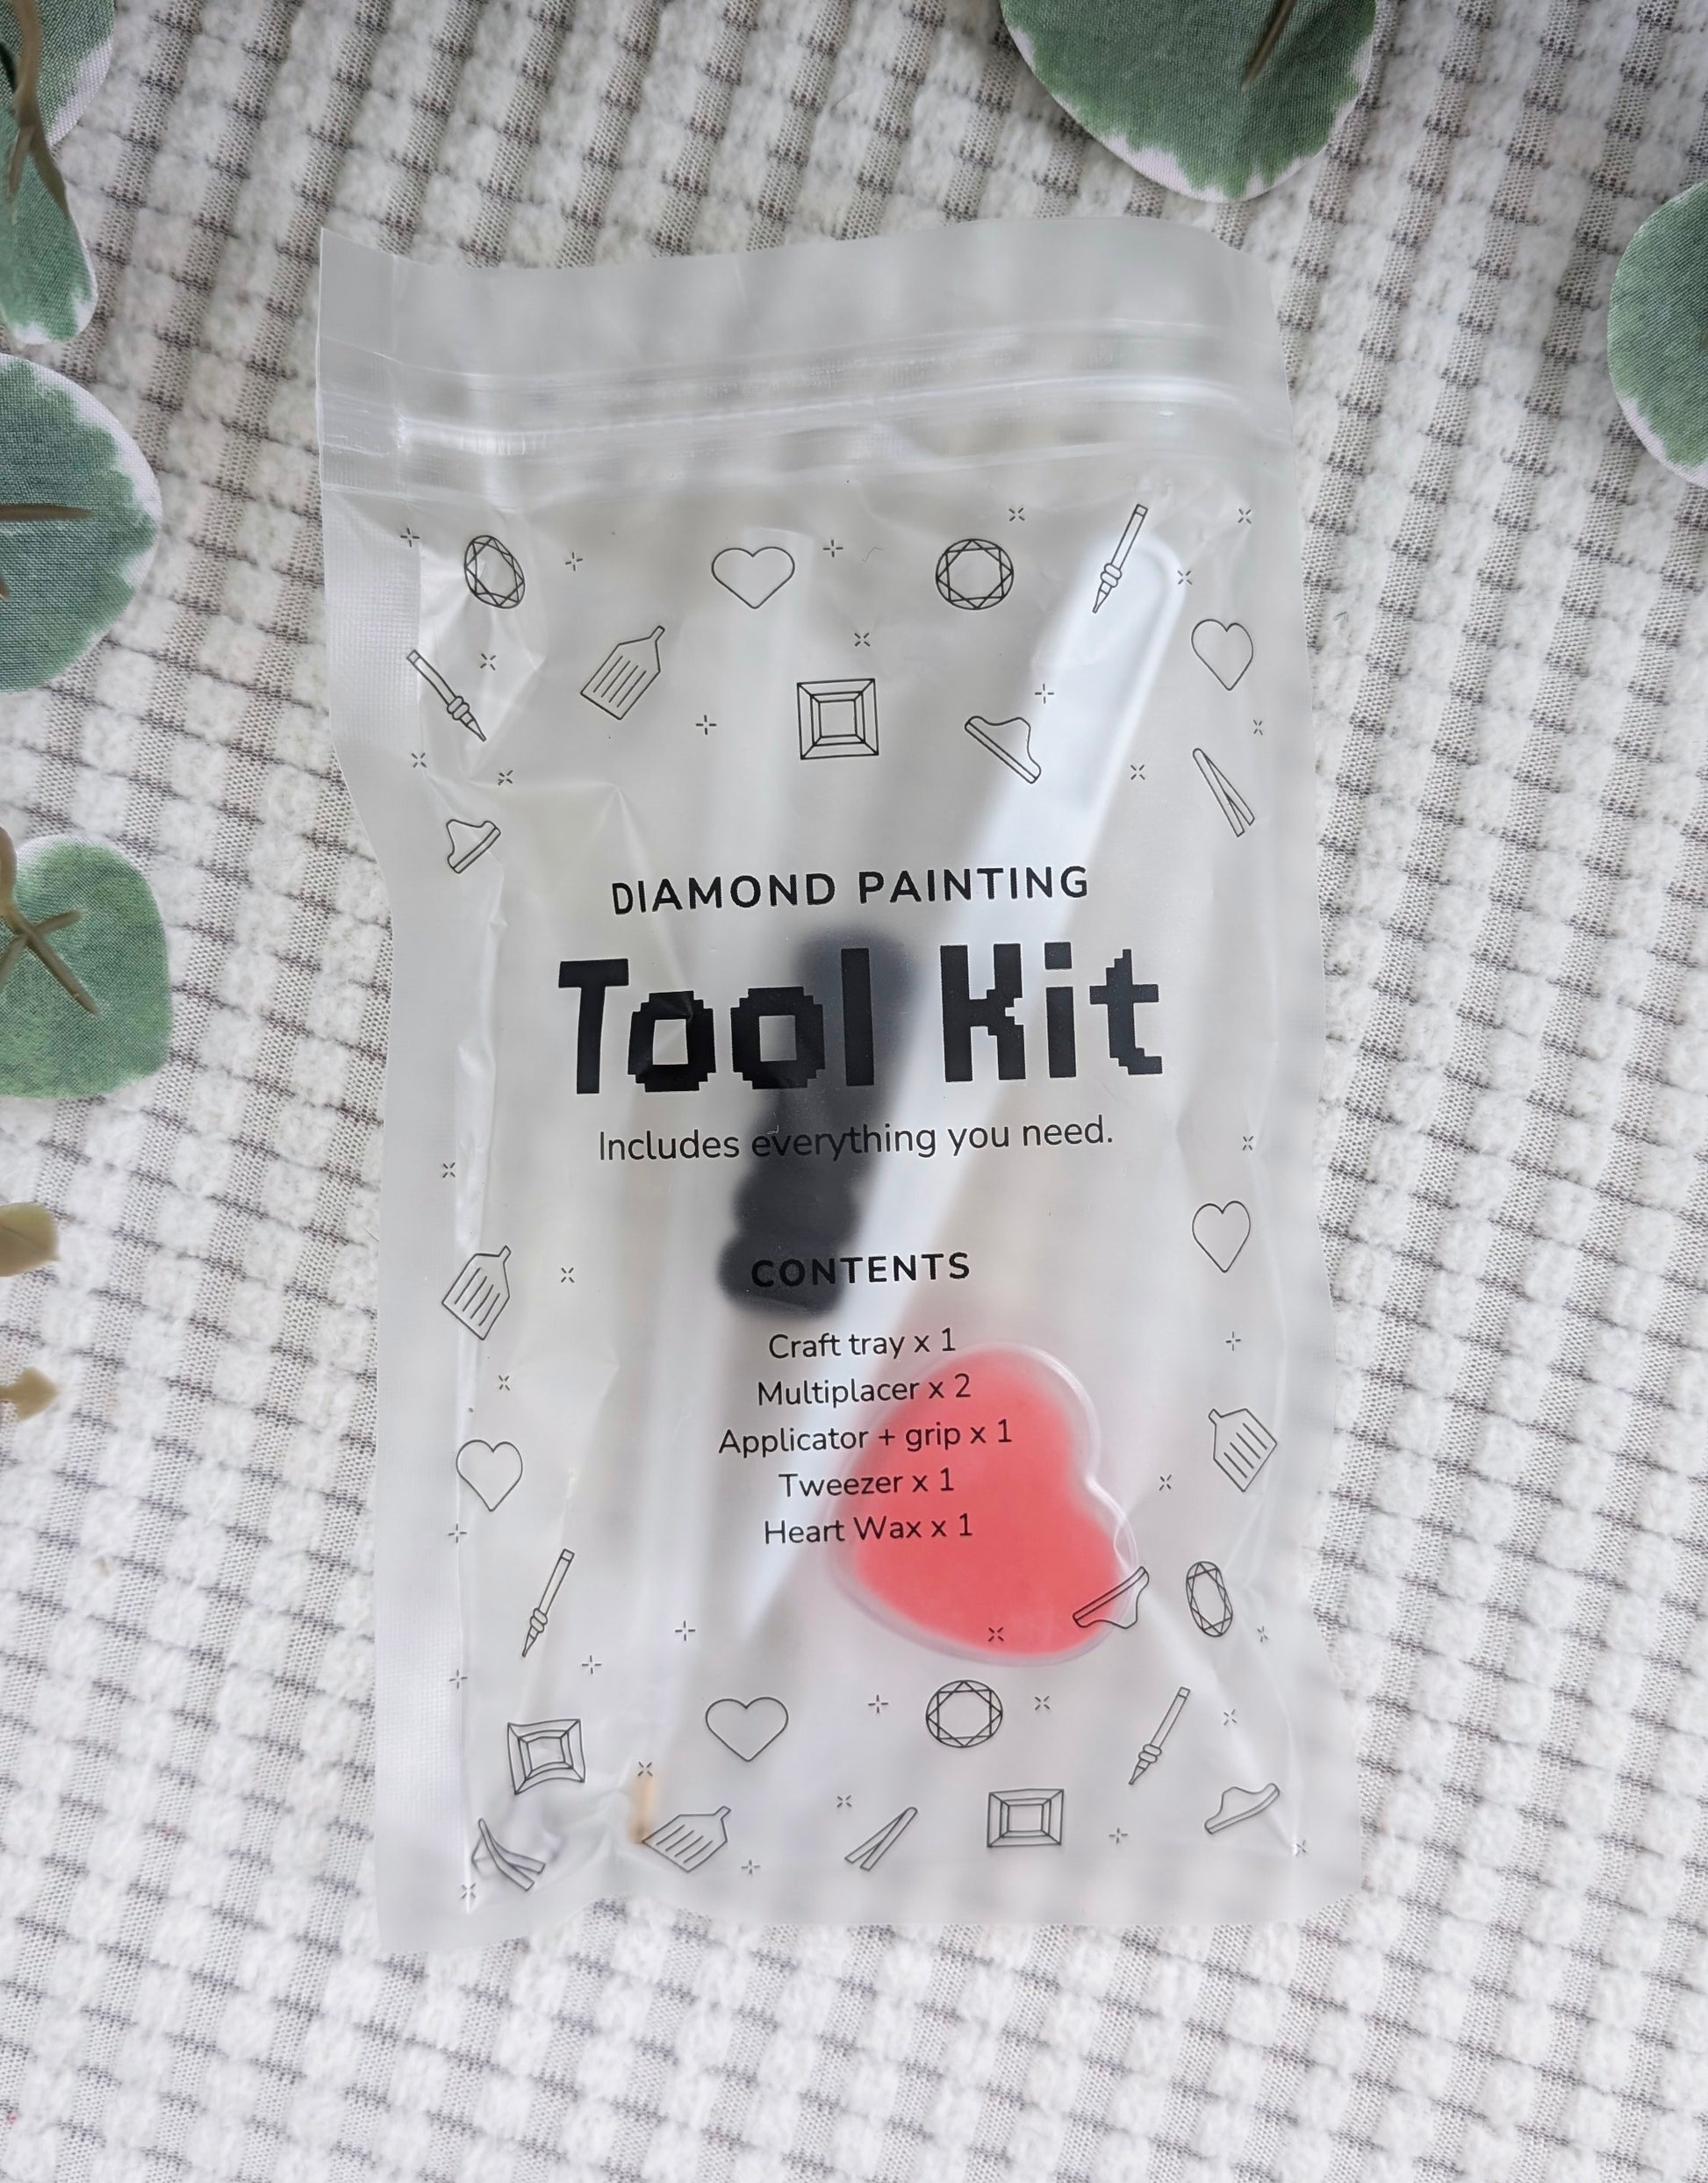 DIAMOND PAINTING
Tool Kit
Includes everything you need.
CONTENTS
Craft tray x 1
Multiplacer x 2
Applicator + grip x 1
Tweezer x 1
Heart Wax x 1